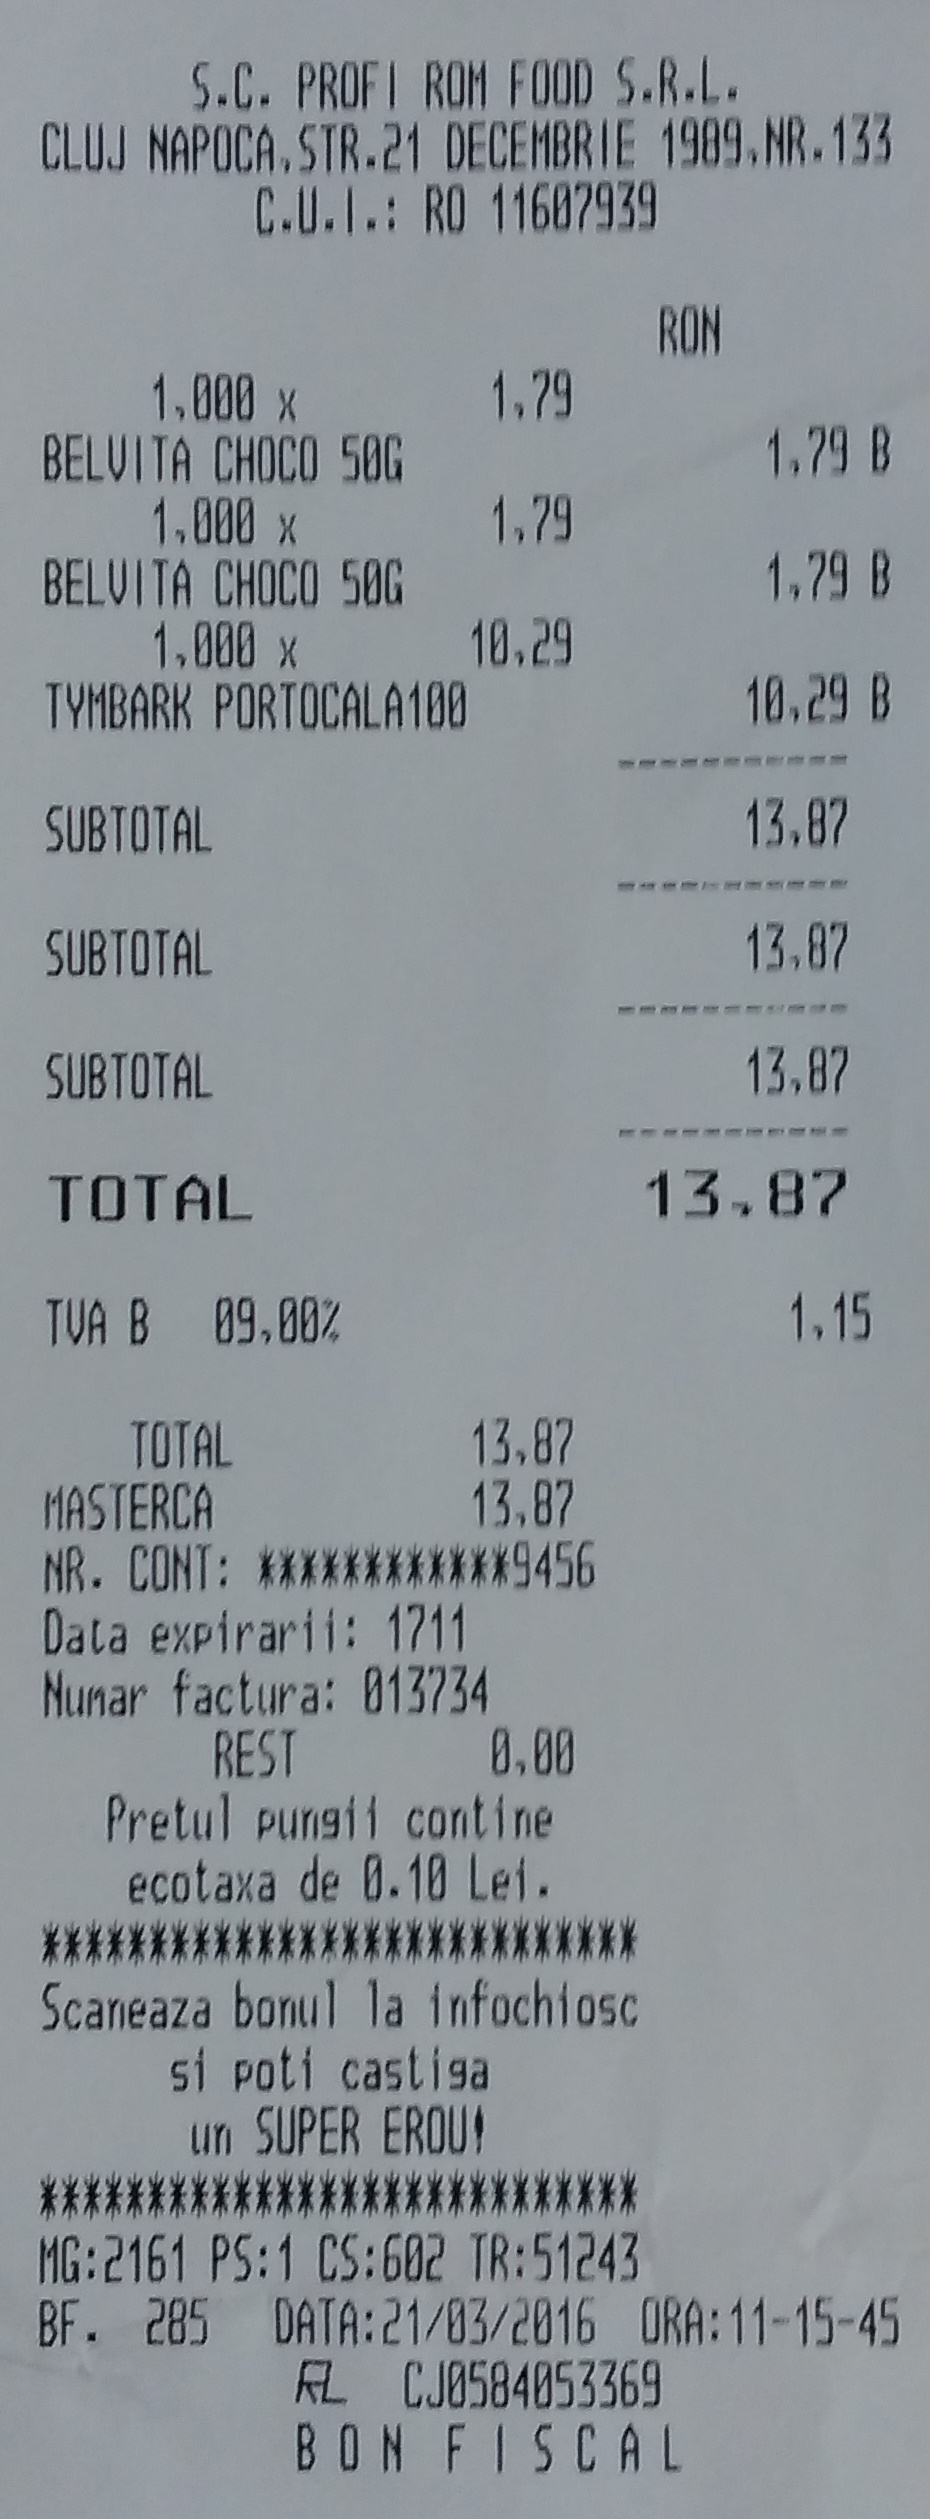 S.C. PROFI ROM FOOD S.R.L.
CLUJ NAPOCA,STR.21 DECEMBRIE 1989,NR.133
C.U.I.: RO 11607939
RON
1,000 x 1,79
BELVITA CHOCO 50G 1,79 B
1,000 x 1,79
BELVITA CHOCO 50G 1,79 B
1,000 x 10,29
TYMBARK PORTOCALA100 10,29 B
-----------
SUBTOTAL 13,87
-----------
SUBTOTAL 13,87
-----------
SUBTOTAL 13,87
-----------
TOTAL 13,87
TVA B 09,00% 1,15
TOTAL 13,87
MASTERCA 13,87
NR. CONT: ************9456
Data expirarii: 1711
Numar factura: 013734
REST 0,00
Pretul pungii contine
ecotaxa de 0.10 Lei.
****************************
Scaneaza bonul la infochiosc
si poti castiga
un SUPER EROU!
****************************
MG:2161 PS:1 CS:602 TR:51243
BF. 285 DATA:21/03/2016 ORA:11-15-45
CJ0584053369
BON FISCAL